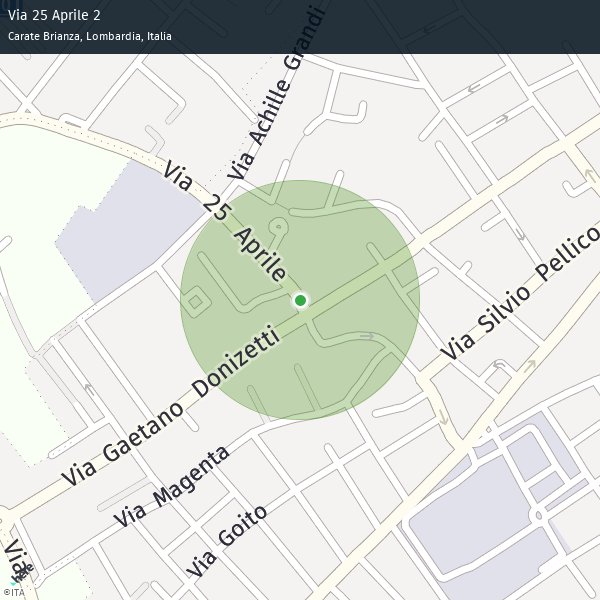 Via 25 Aprile 2
Carate Brianza, Lombardia, Italia
Via Achille Grandi
Via 25 Aprile
Via Silvio Pellico
Via Gaetano Donizetti
Via Magenta
Via Goito
Via
here
©ITA